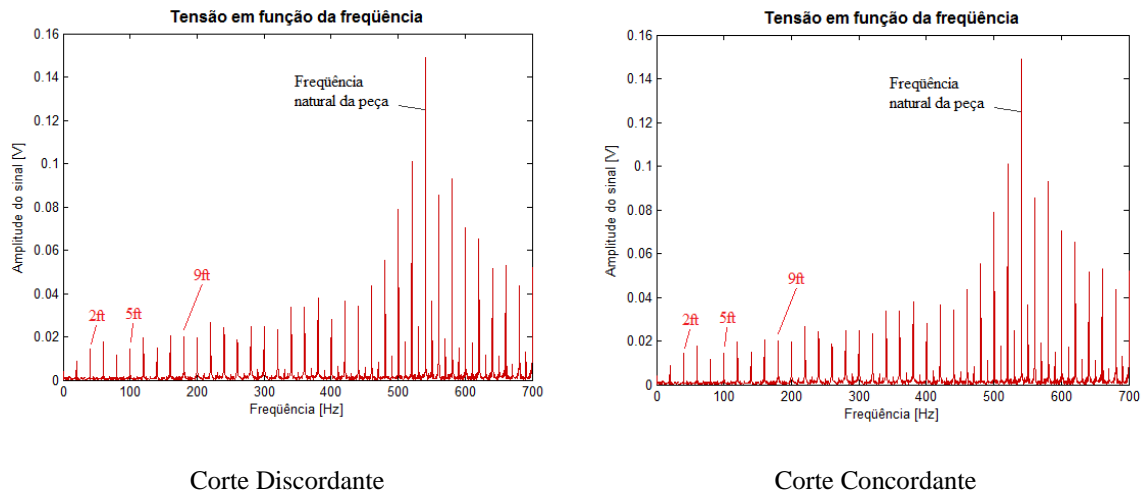 Tensão em função da freqüência
0.16
0.14
0.12
0.1
0.08
0.06
0.04
0.02
0
Amplitude do sinal [V]
Freqüência
natural da peça
2ft
5ft
9ft
0 100 200 300 400 500 600 700
Freqüência [Hz]
Corte Discordante
Tensão em função da freqüência
0.16
0.14
0.12
0.1
0.08
0.06
0.04
0.02
0
Amplitude do sinal [V]
Freqüência
natural da peça
2ft
5ft
9ft
0 100 200 300 400 500 600 700
Freqüência [Hz]
Corte Concordante